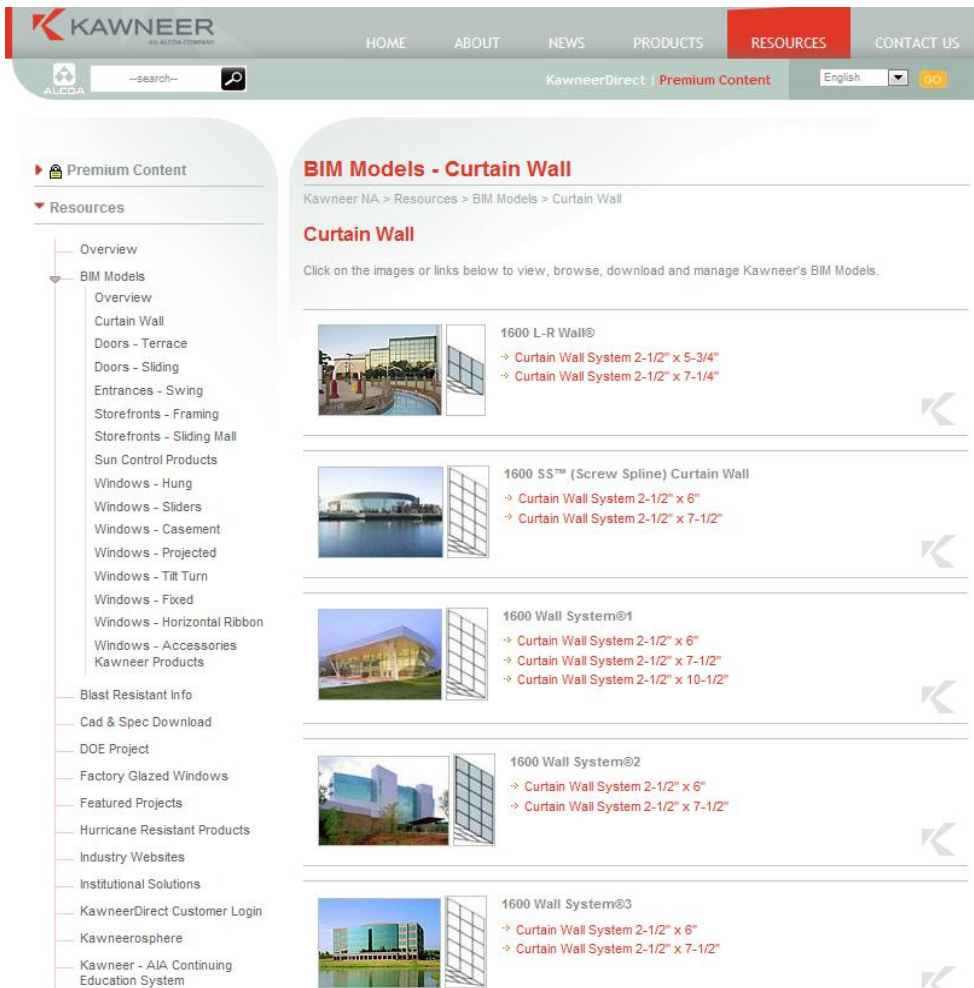 KAWNEER
AN ALCOA COMPANY
HOME ABOUT NEWS PRODUCTS RESOURCES CONTACT US
ALCOA
--search--
KawneerDirect | Premium Content
English
GO
Premium Content
Resources
Overview
BIM Models
Overview
Curtain Wall
Doors - Terrace
Doors - Sliding
Entrances - Swing
Storefronts - Framing
Storefronts - Sliding Mall
Sun Control Products
Windows - Hung
Windows - Sliders
Windows - Casement
Windows - Projected
Windows - Tilt Turn
Windows - Fixed
Windows - Horizontal Ribbon
Windows - Accessories
Kawneer Products
Blast Resistant Info
Cad & Spec Download
DOE Project
Factory Glazed Windows
Featured Projects
Hurricane Resistant Products
Industry Websites
Institutional Solutions
KawneerDirect Customer Login
Kawneerosphere
Kawneer - AIA Continuing
Education System
BIM Models - Curtain Wall
Kawneer NA > Resources > BIM Models > Curtain Wall
Curtain Wall
Click on the images or links below to view, browse, download and manage Kawneer's BIM Models.
1600 L-R Wall®
Curtain Wall System 2-1/2" x 5-3/4"
Curtain Wall System 2-1/2" x 7-1/4"
1600 SS™ (Screw Spline) Curtain Wall
Curtain Wall System 2-1/2" x 6"
Curtain Wall System 2-1/2" x 7-1/2"
1600 Wall System®1
Curtain Wall System 2-1/2" x 6"
Curtain Wall System 2-1/2" x 7-1/2"
Curtain Wall System 2-1/2" x 10-1/2"
1600 Wall System®2
Curtain Wall System 2-1/2" x 6"
Curtain Wall System 2-1/2" x 7-1/2"
1600 Wall System®3
Curtain Wall System 2-1/2" x 6"
Curtain Wall System 2-1/2" x 7-1/2"